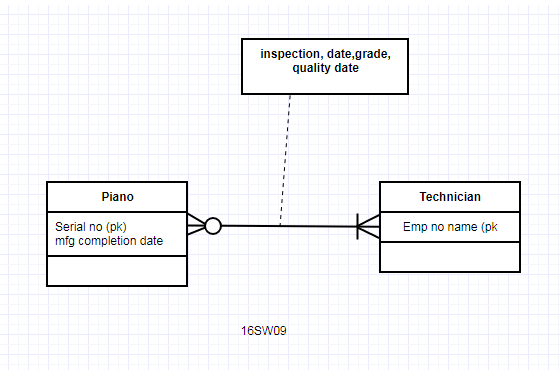 inspection, date,grade,
quality date
Piano
Serial no (pk)
mfg completion date
Technician
Emp no name (pk
16SW09